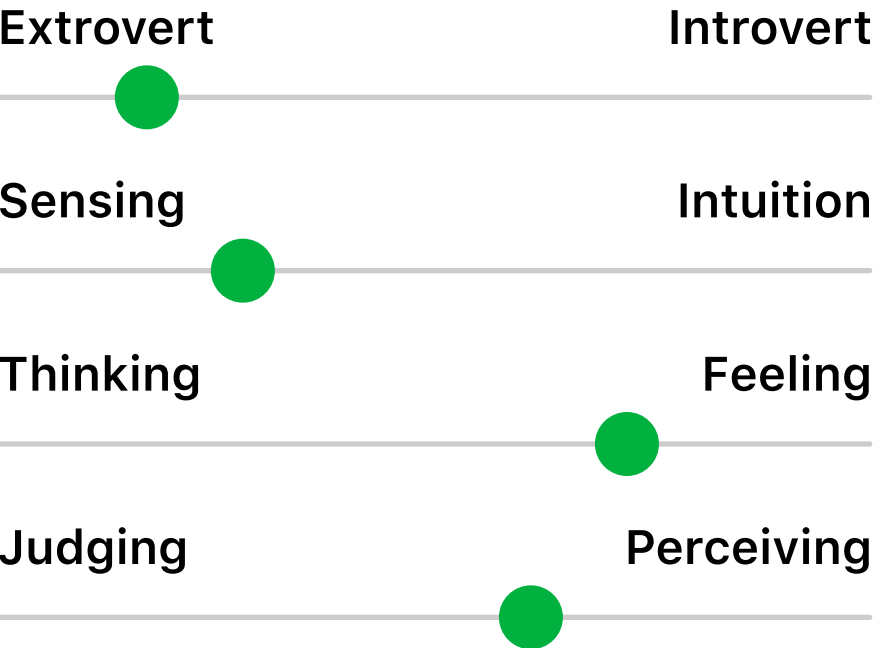 Extrovert Introvert
Sensing Intuition
Thinking Feeling
Judging Perceiving